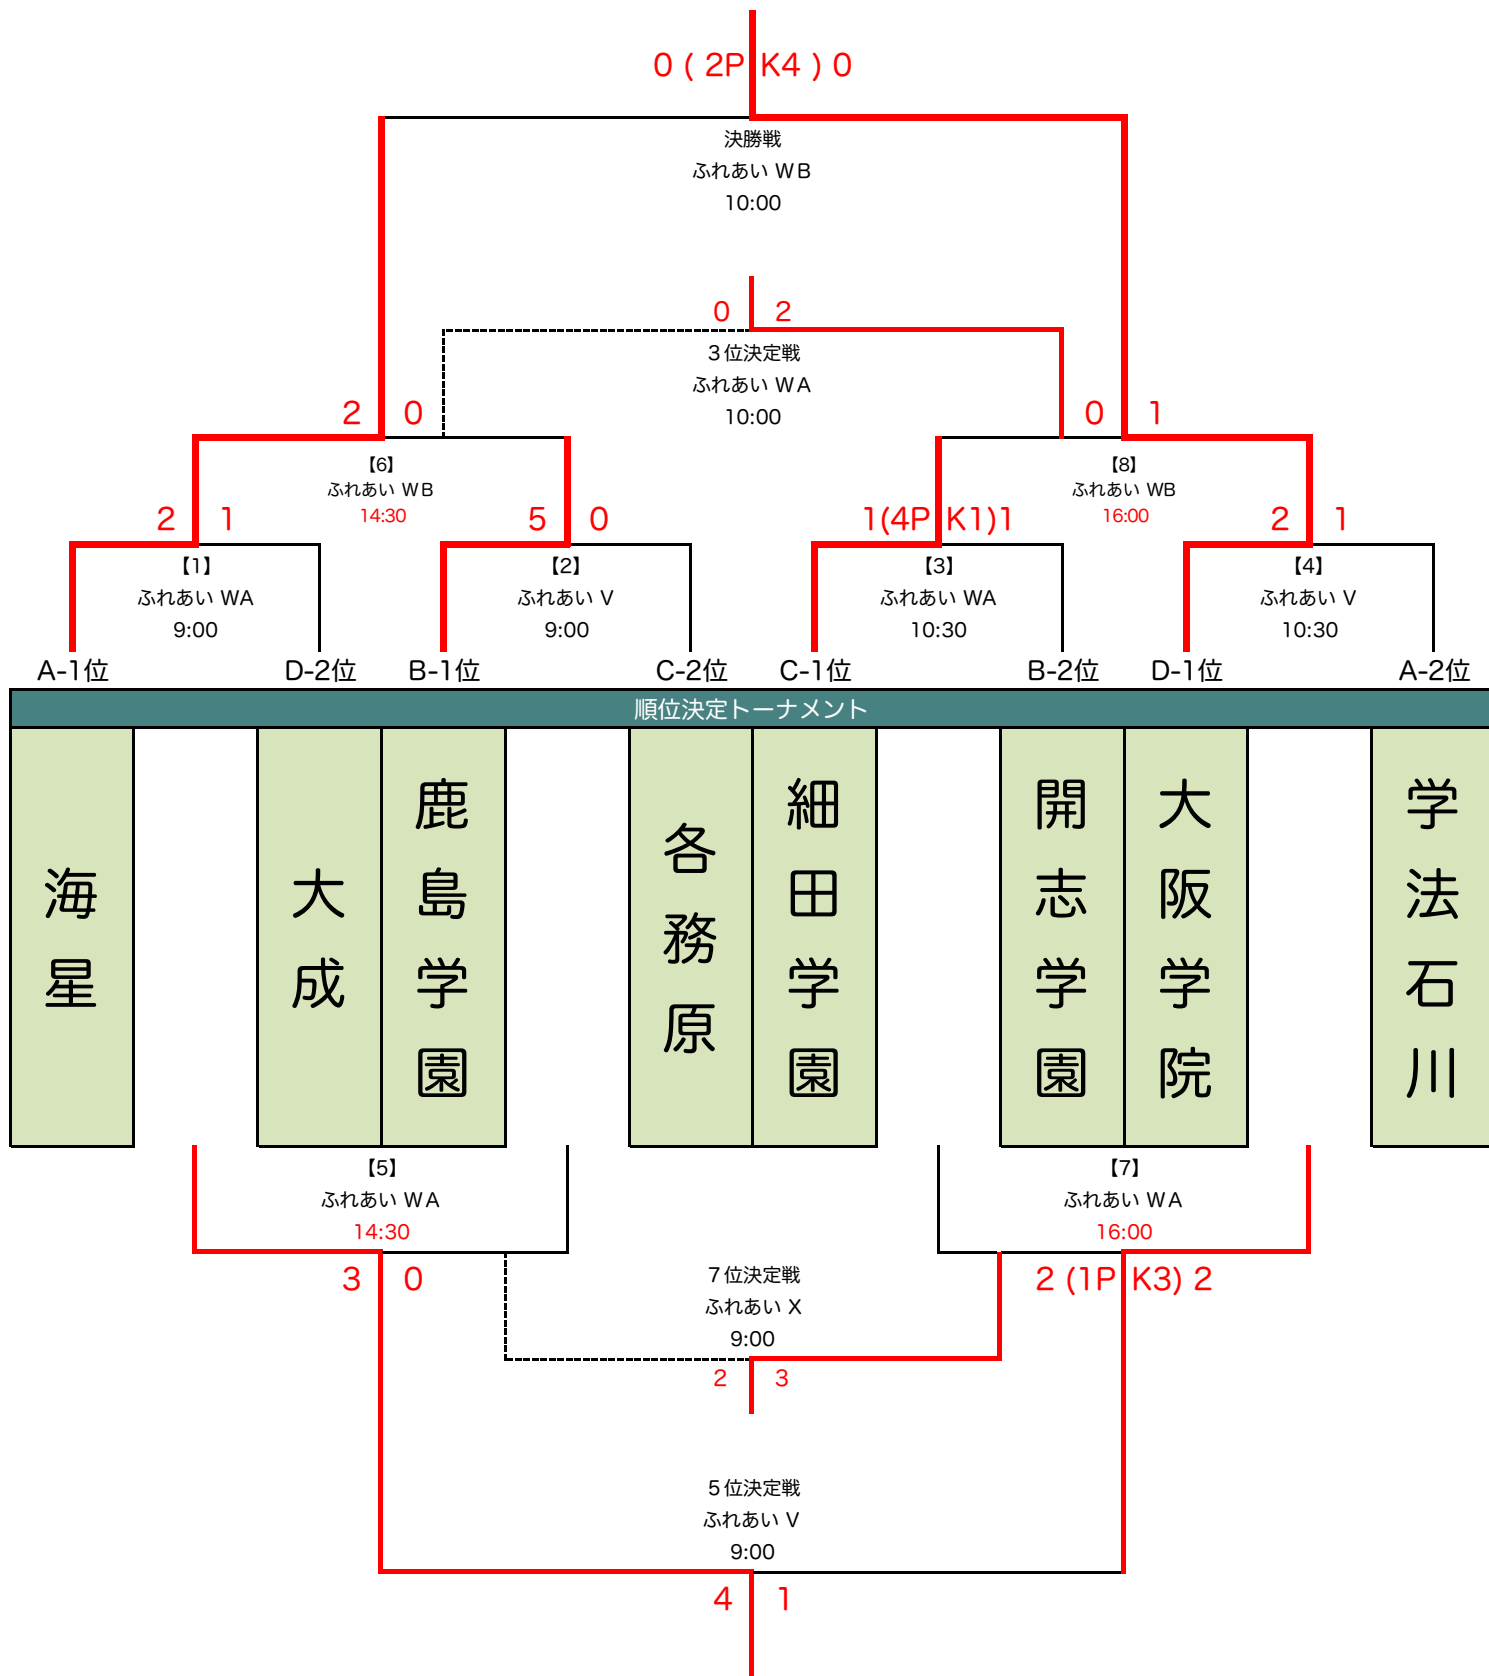 0 ( 2P K4 ) 0
決勝戦
ふれあい WB
10:00
0 2
3位決定戦
ふれあい WA
10:00
2 0
0 1
【6】
ふれあい WB
14:30
【8】
ふれあい WB
16:00
2 1
5 0
1(4P K1)1
2 1
【1】
ふれあい WA
9:00
【2】
ふれあい V
9:00
【3】
ふれあい WA
10:30
【4】
ふれあい V
10:30
A-1位 D-2位 B-1位 C-2位 C-1位 B-2位 D-1位 A-2位
順位決定トーナメント
海星
大成
鹿島学園
各務原
細田学園
開志学園
大阪学院
学法石川
【5】
ふれあい WA
14:30
【7】
ふれあい WA
16:00
3 0
2 (1P K3) 2
7位決定戦
ふれあい X
9:00
2 3
5位決定戦
ふれあい V
9:00
4 1